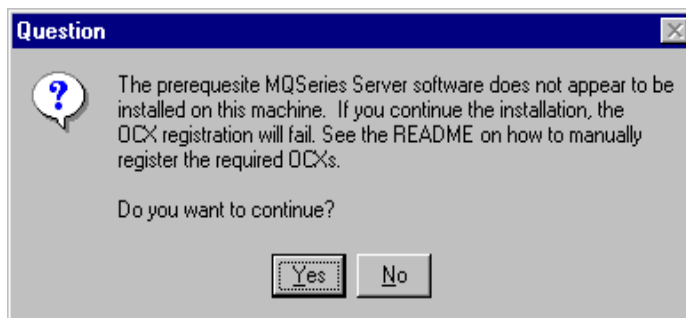 Question
The prerequesite MQSeries Server software does not appear to be
installed on this machine.  If you continue the installation, the
OCX registration will fail. See the README on how to manually
register the required OCXs.
Do you want to continue?
Yes
No